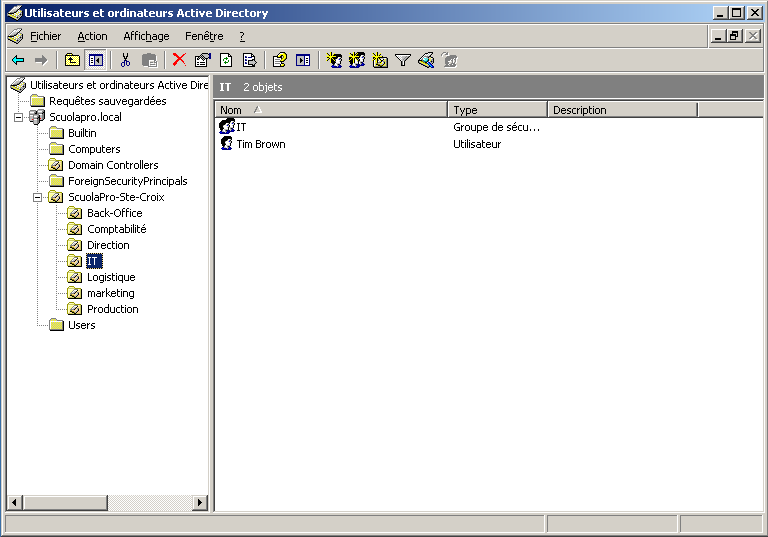 Utilisateurs et ordinateurs Active Directory
Fichier Action Affichage Fenêtre ?
Utilisateurs et ordinateurs Active Dire
Requêtes sauvegardées
Scuolapro.local
Builtin
Computers
Domain Controllers
ForeignSecurityPrincipals
ScuolaPro-Ste-Croix
Back-Office
Comptabilité
Direction
IT
Logistique
marketing
Production
Users
IT 2 objets
Nom Type Description
IT Groupe de sécu...
Tim Brown Utilisateur